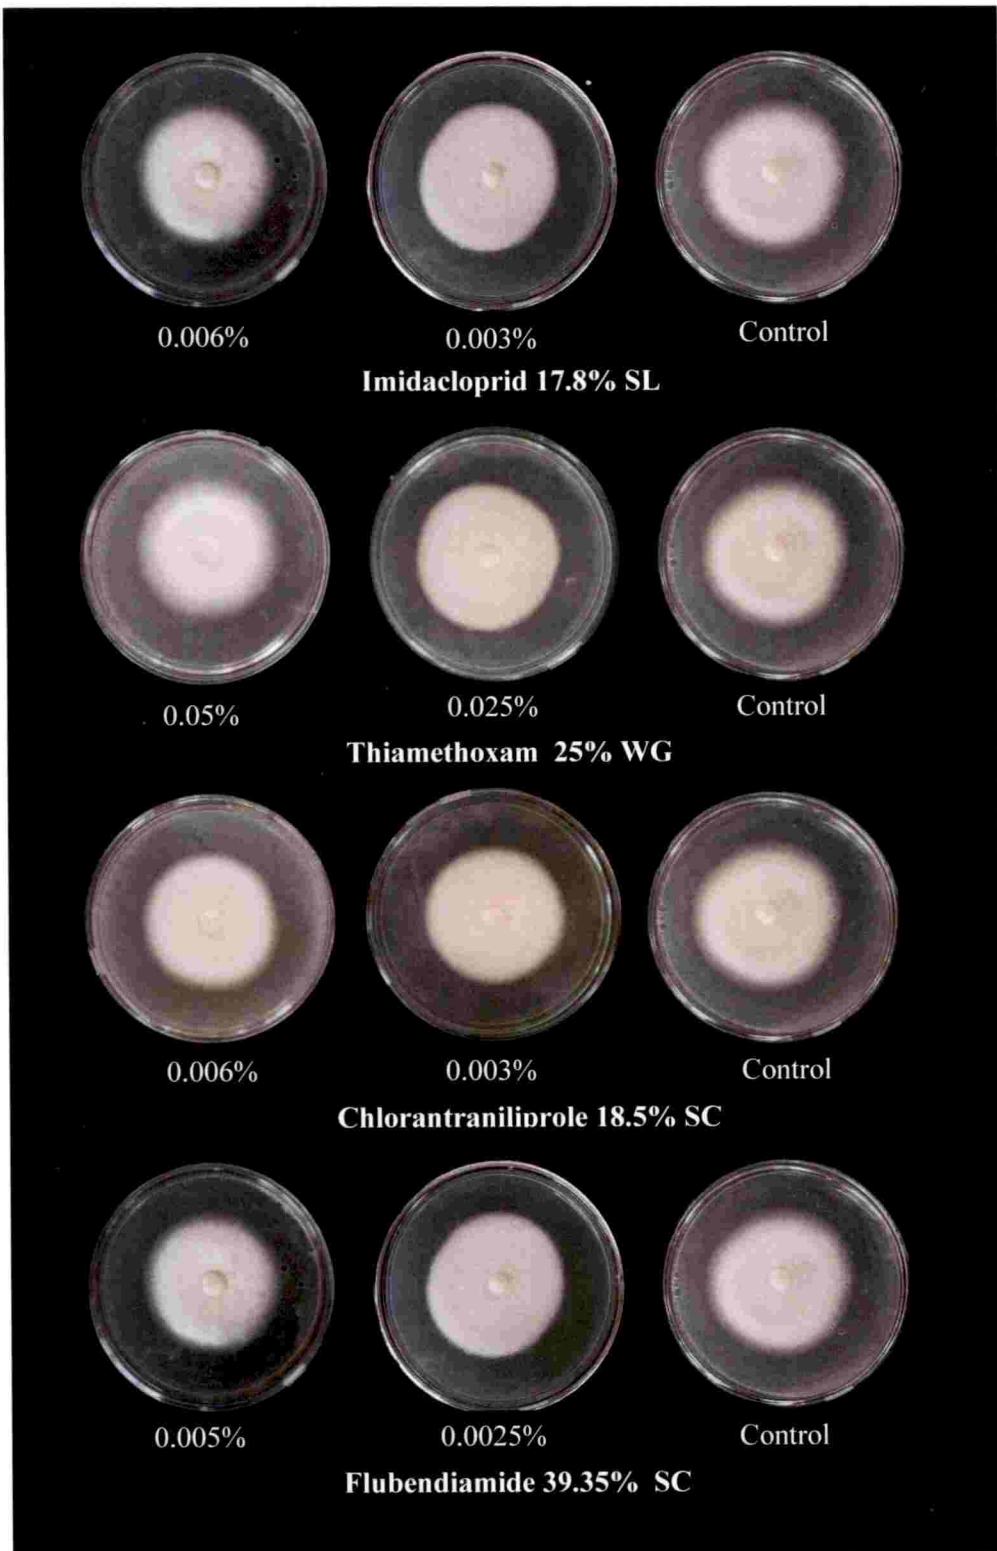 0.006% 0.003% Control
Imidacloprid 17.8% SL
0.05% 0.025% Control
Thiamethoxam 25% WG
0.006% 0.003% Control
Chlorantraniliprole 18.5% SC
0.005% 0.0025% Control
Flubendiamide 39.35% SC